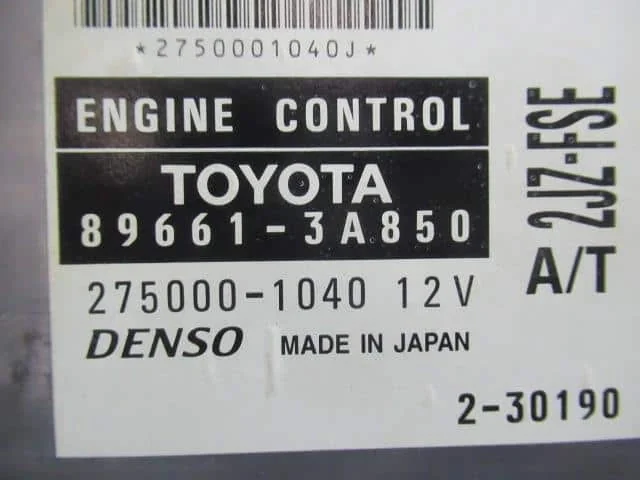 *2750001040J*
ENGINE CONTROL
TOYOTA
89661-3A850
275000-1040 12V
DENSO MADE IN JAPAN
2JZ-FSE
A/T
2-30190